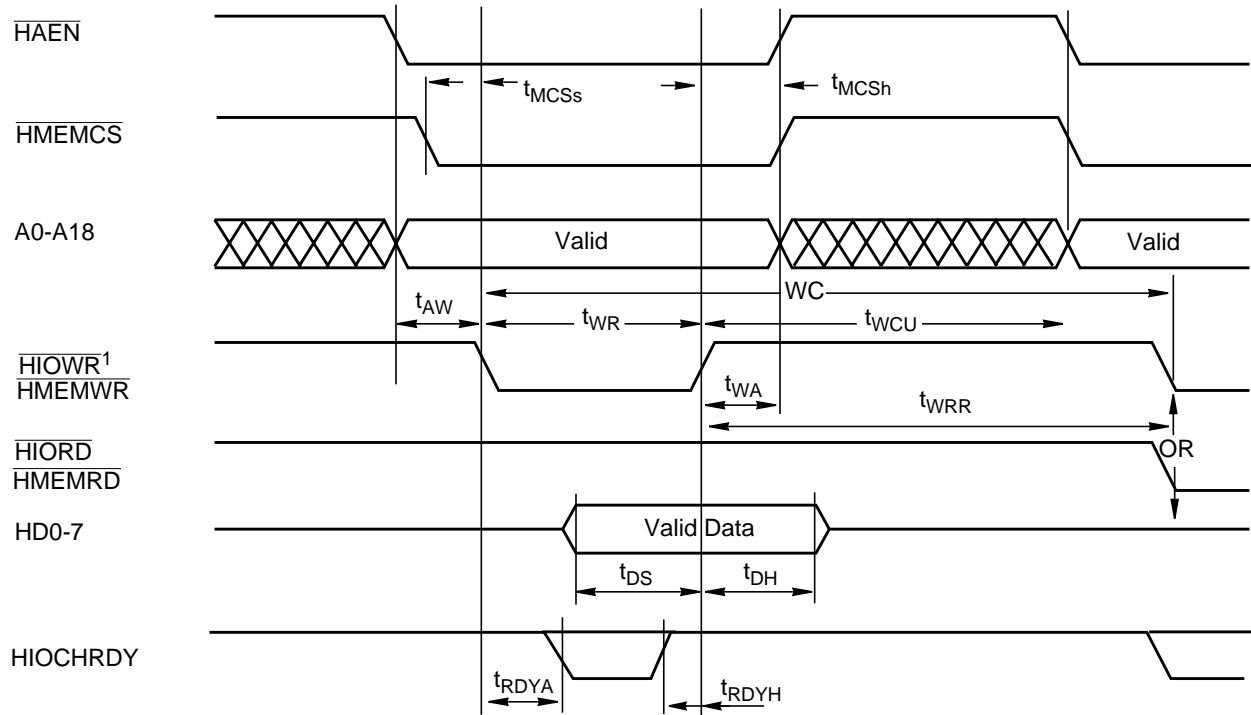 HAEN
tMCSs
tMCSh
HMEMCS
A0-A18
Valid
Valid
WC
tAW
tWR
tWCU
HIOWR1
HMEMWR
tWA
tWRR
HIORD
OR
HMEMRD
HD0-7
Valid Data
tDS
tDH
HIOCHRDY
tRDYA
tRDYH